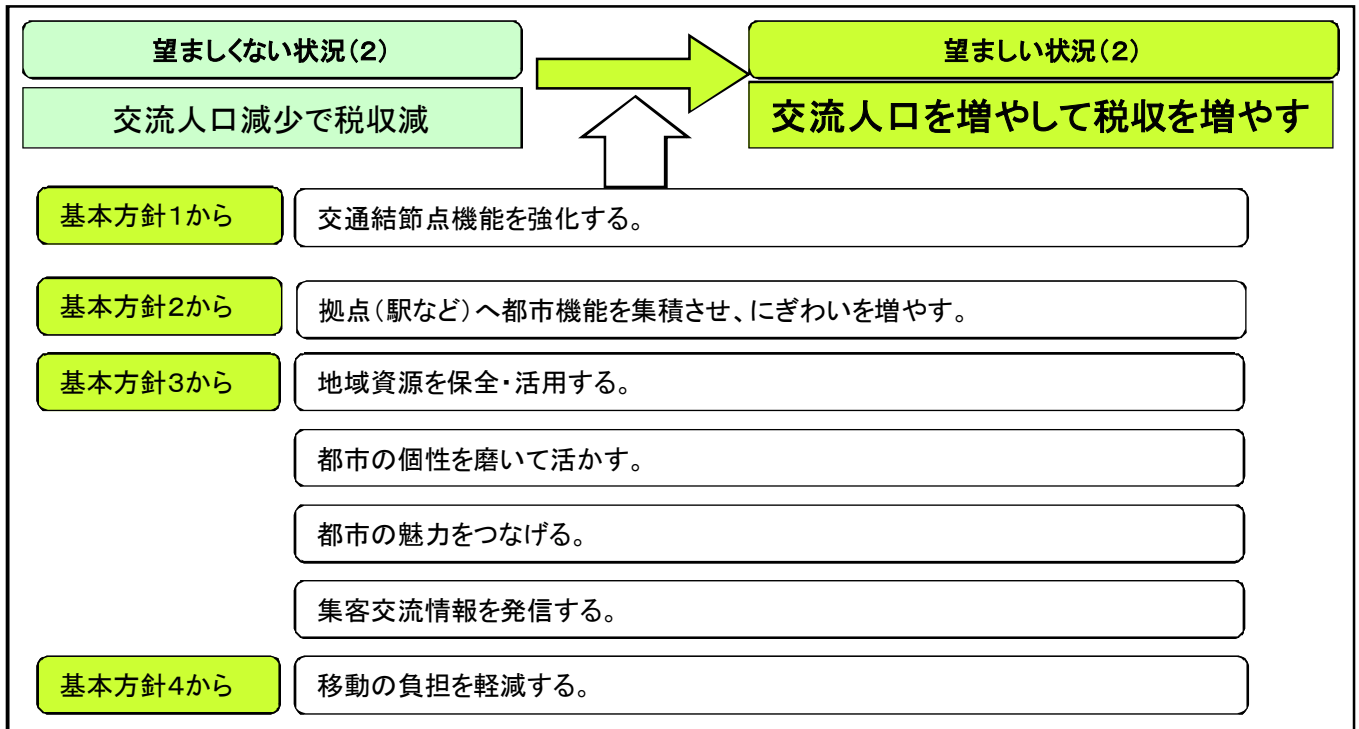 望ましくない状況(2)
望ましい状況(2)
交流人口減少で税収減
交流人口を増やして税収を増やす
基本方針1から
交通結節点機能を強化する。
基本方針2から
拠点(駅など)へ都市機能を集積させ、にぎわいを増やす。
基本方針3から
地域資源を保全・活用する。
都市の個性を磨いて活かす。
都市の魅力をつなげる。
集客交流情報を発信する。
基本方針4から
移動の負担を軽減する。